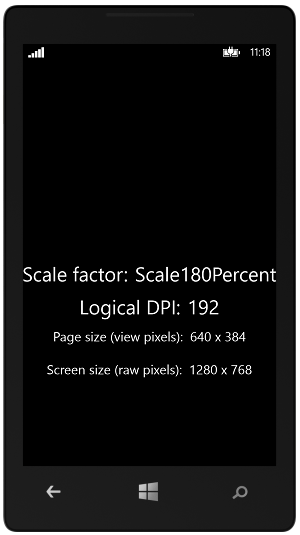 11:18
Scale factor: Scale180Percent
Logical DPI: 192
Page size (view pixels): 640 x 384
Screen size (raw pixels): 1280 x 768